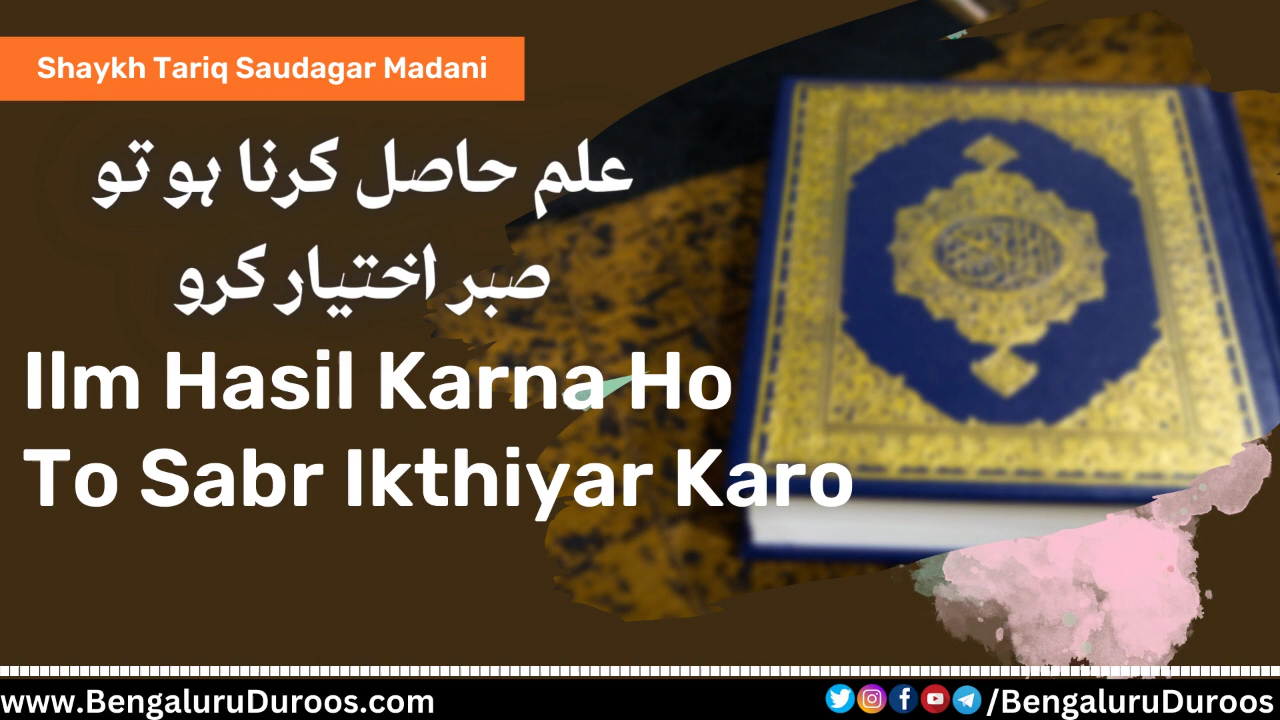 Shaykh Tariq Saudagar Madani
علم حاصل کرنا ہو تو
صبر اختیار کرو
Ilm Hasil Karna Ho
To Sabr Ikthiyar Karo
www.BengaluruDuroos.com
/BengaluruDuroos